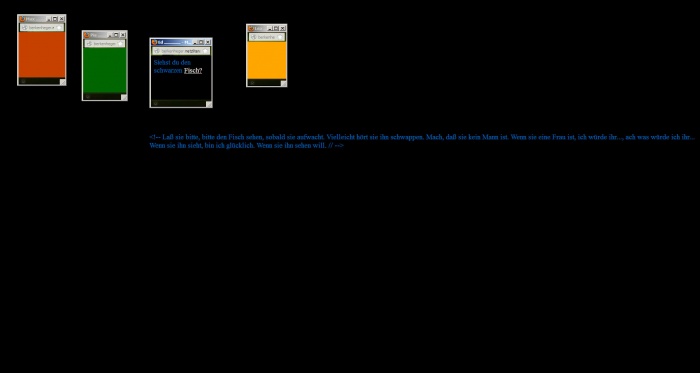 Siehst du den
schwarzen Fisch?
<!-- Laß sie bitte, bitte den Fisch sehen, sobald sie aufwacht. Vielleicht hört sie ihn schwappen. Mach, daß sie kein Mann ist. Wenn sie eine Frau ist, ich würde ihr..., ach was würde ich ihr...
Wenn sie ihn sieht, bin ich glücklich. Wenn sie ihn sehen will. // -->